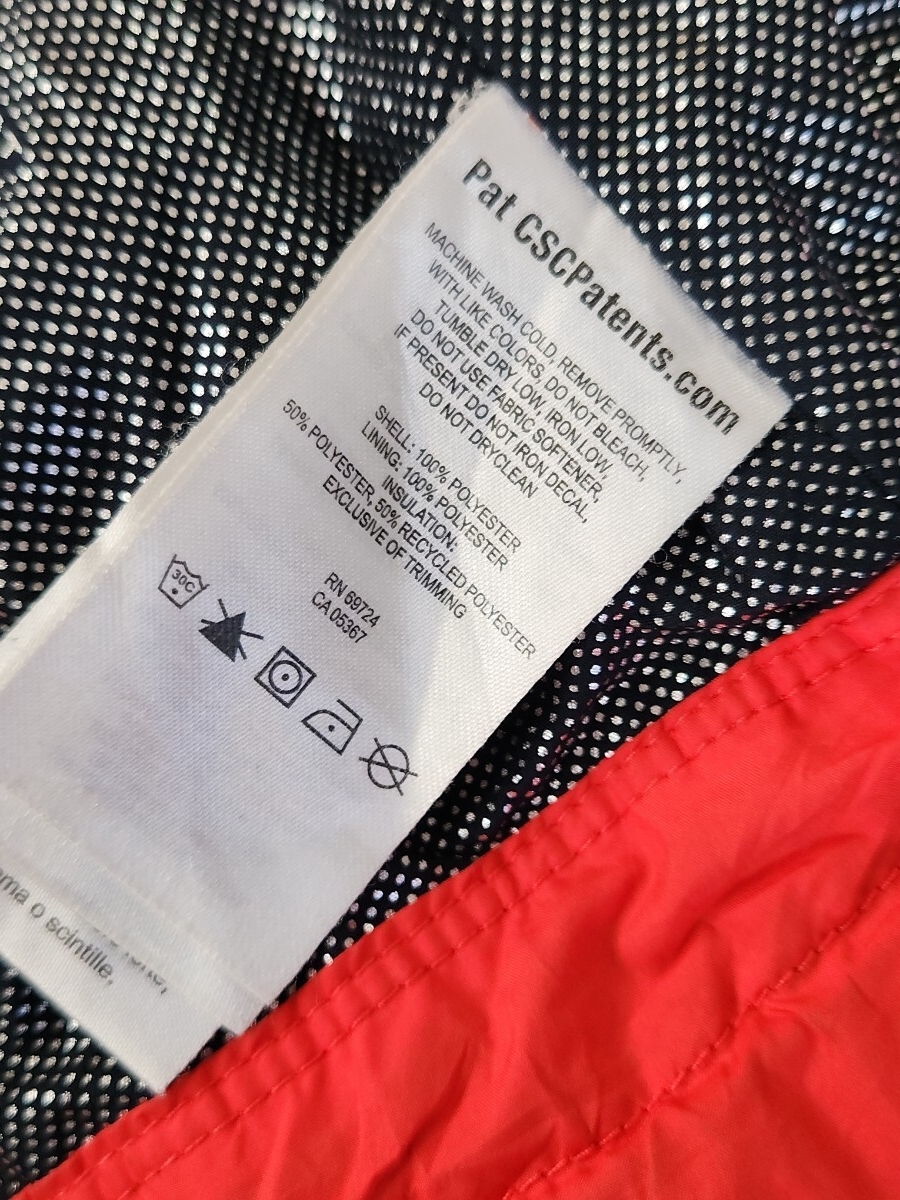 Pat CSCPatents.com
MACHINE WASH COLD, REMOVE PROMPTLY,
WITH LIKE COLORS, DO NOT BLEACH,
TUMBLE DRY LOW, IRON LOW,
DO NOT USE FABRIC SOFTENER,
IF PRESENT DO NOT IRON DECAL,
DO NOT DRYCLEAN
SHELL: 100% POLYESTER
LINING: 100% POLYESTER
INSULATION:
50% POLYESTER, 50% RECYCLED POLYESTER
EXCLUSIVE OF TRIMMING
RN 69724
CA 05367
30C
o scintille,